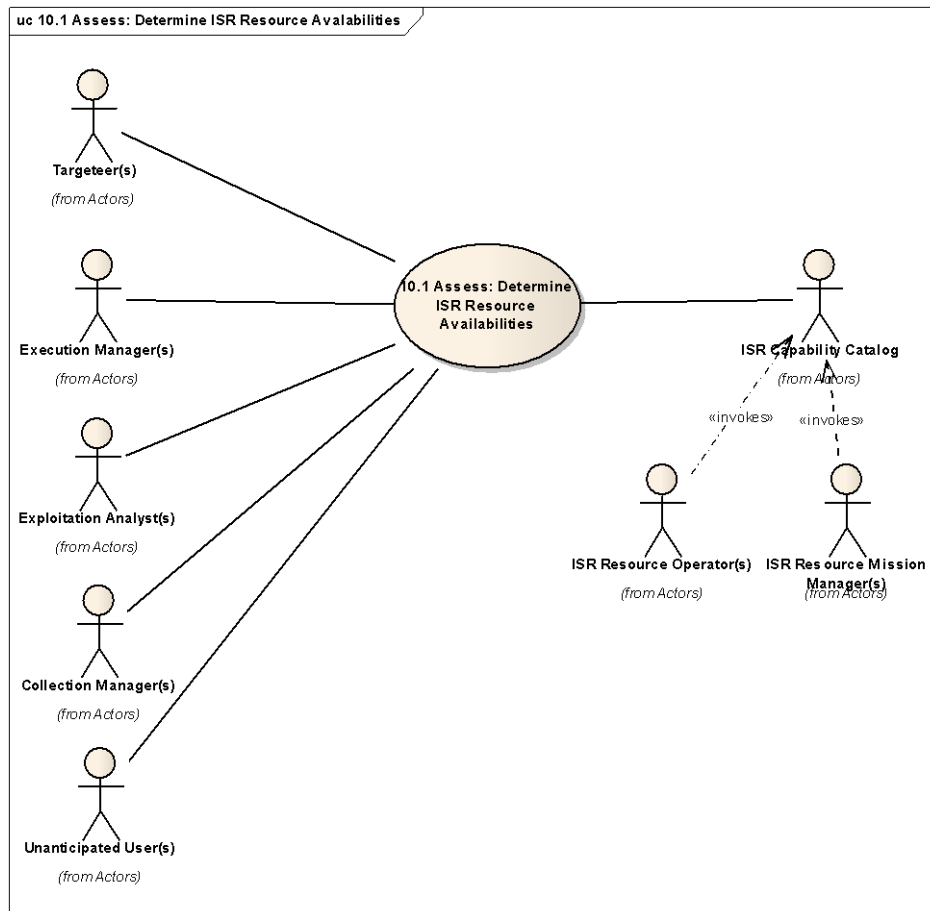 uc 10.1 Assess: Determine ISR Resource Avalabilities
Targeteer(s)
(from Actors)
Execution Manager(s)
(from Actors)
Exploitation Analyst(s)
(from Actors)
Collection Manager(s)
(from Actors)
Unanticipated User(s)
(from Actors)
10.1 Assess: Determine
ISR Resource
Availabilities
ISR Capability Catalog
(from Actors)
«invokes»
«invokes»
ISR Resource Operator(s)
(from Actors)
ISR Resource Mission
Manager(s)
(from Actors)